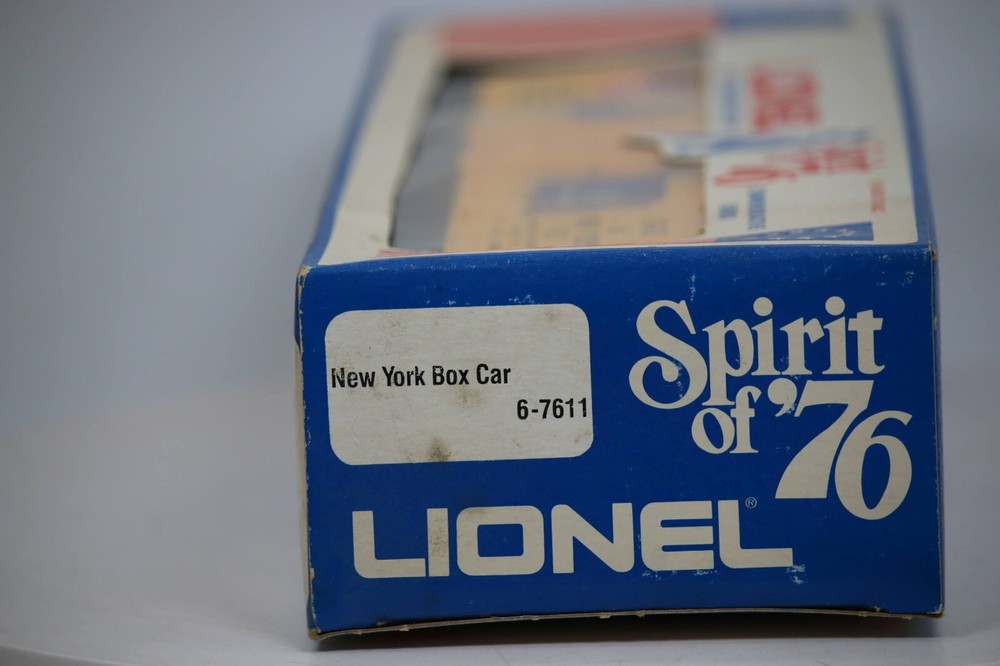 New York Box Car
6-7611
Spirit
of '76
LIONEL®